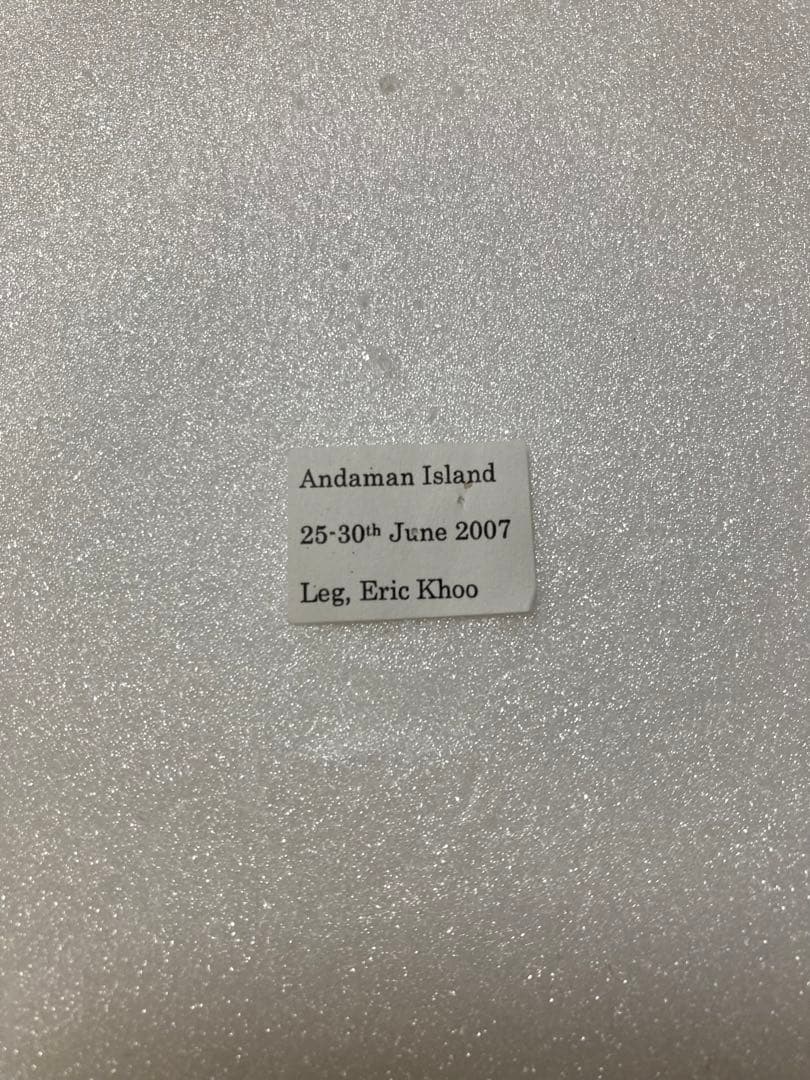 Andaman Island
25-30th June 2007
Leg, Eric Khoo